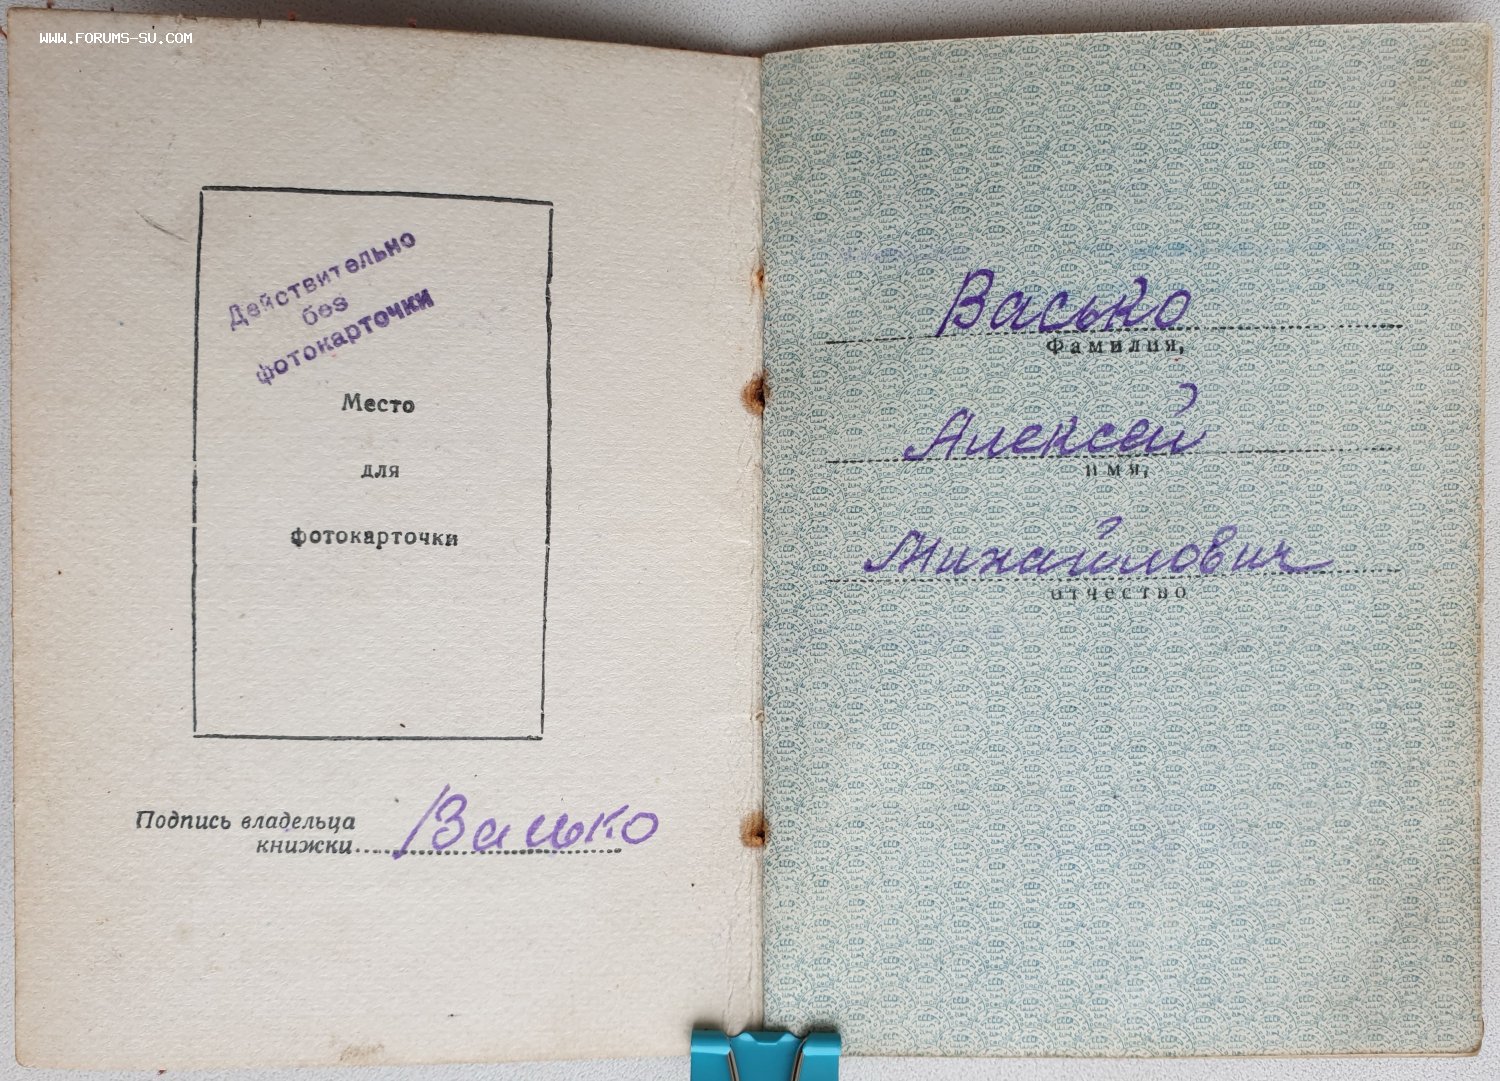 WWW.FORUMS-SU.COM
Действительно
без
фотокарточки
Место
для
фотокарточки
Подпись владельца
книжки
Васько
Васько
Фамилия,
Алексей
имя,
Михайлович
отчество